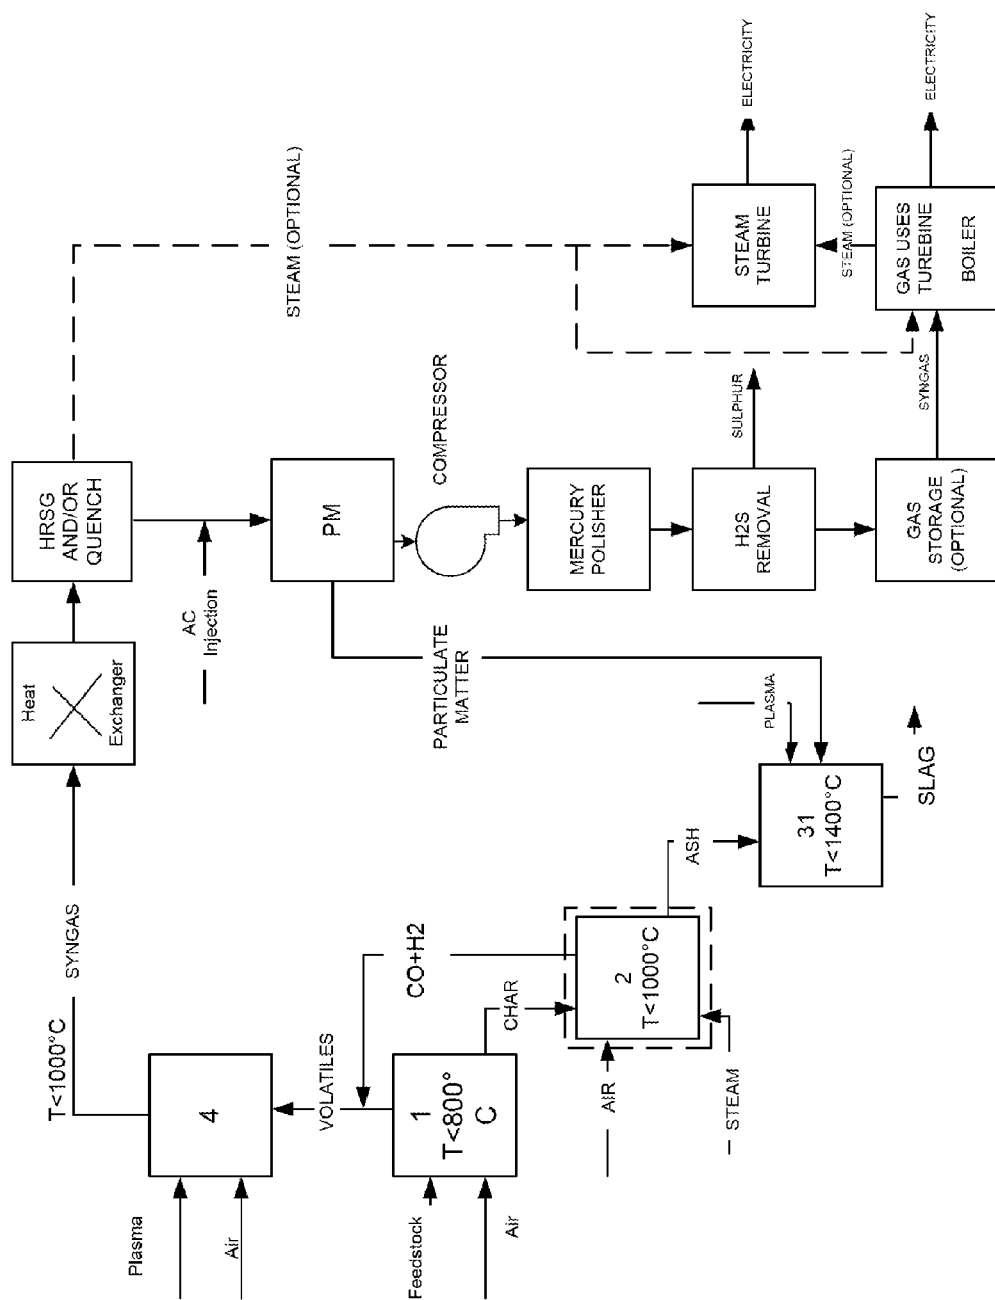 Plasma
Air
4
T<1000°C
SYNGAS
Heat
Exchanger
HRSG
AND/OR
QUENCH
STEAM (OPTIONAL)
AC
Injection
PM
COMPRESSOR
MERCURY
POLISHER
H2S
REMOVAL
SULPHUR
GAS
STORAGE
(OPTIONAL)
SYNGAS
STEAM
TURBINE
ELECTRICITY
STEAM (OPTIONAL)
GAS USES
TUREBINE
BOILER
ELECTRICITY
VOLATILES
Feedstock
Air
1
T<800°
C
CO+H2
CHAR
AIR
STEAM
2
T<1000°C
ASH
PARTICULATE
MATTER
PLASMA
31
T<1400°C
SLAG